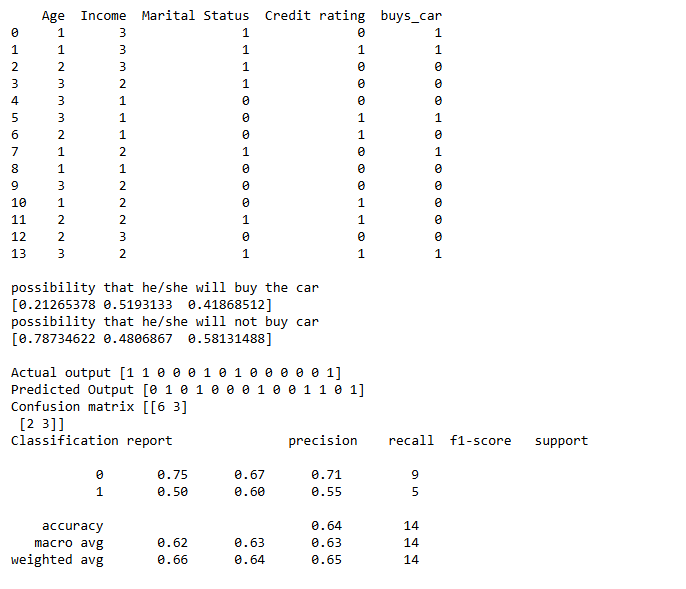 Age Income Marital Status Credit rating buys_car
0 1 3 1 0 1
1 1 3 1 1 1
2 2 3 1 0 0
3 3 2 1 0 0
4 3 1 0 0 0
5 3 1 0 1 1
6 2 1 0 1 0
7 1 2 1 0 1
8 1 1 0 0 0
9 3 2 0 0 0
10 1 2 0 1 0
11 2 2 1 1 0
12 2 3 0 0 0
13 3 2 1 1 1
possibility that he/she will buy the car
[0.21265378 0.5193133 0.41868512]
possibility that he/she will not buy car
[0.78734622 0.4806867 0.58131488]
Actual output [1 1 0 0 0 1 0 1 0 0 0 0 0 1]
Predicted Output [0 1 0 1 0 0 0 1 0 0 1 1 0 1]
Confusion matrix [[6 3]
[2 3]]
Classification report precision recall f1-score support
0 0.75 0.67 0.71 9
1 0.50 0.60 0.55 5
accuracy 0.64 14
macro avg 0.62 0.63 0.63 14
weighted avg 0.66 0.64 0.65 14